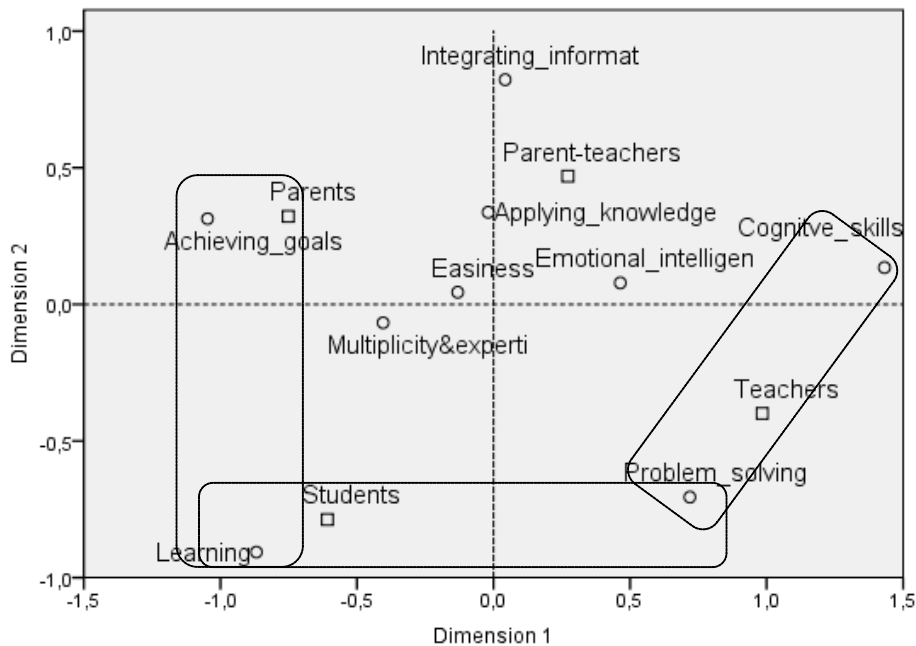 1,0
Integrating_informat
Parent-teachers
0,5
Parents
Applying_knowledge
Cognitve_skills
Achieving_goals
Emotional_intelligen
Easiness
0,0
Dimension 2
Multiplicity&experti
Teachers
-0,5
Problem_solving
Students
Learning
-1,0
-1,5
-1,0
-0,5
0,0
0,5
1,0
1,5
Dimension 1